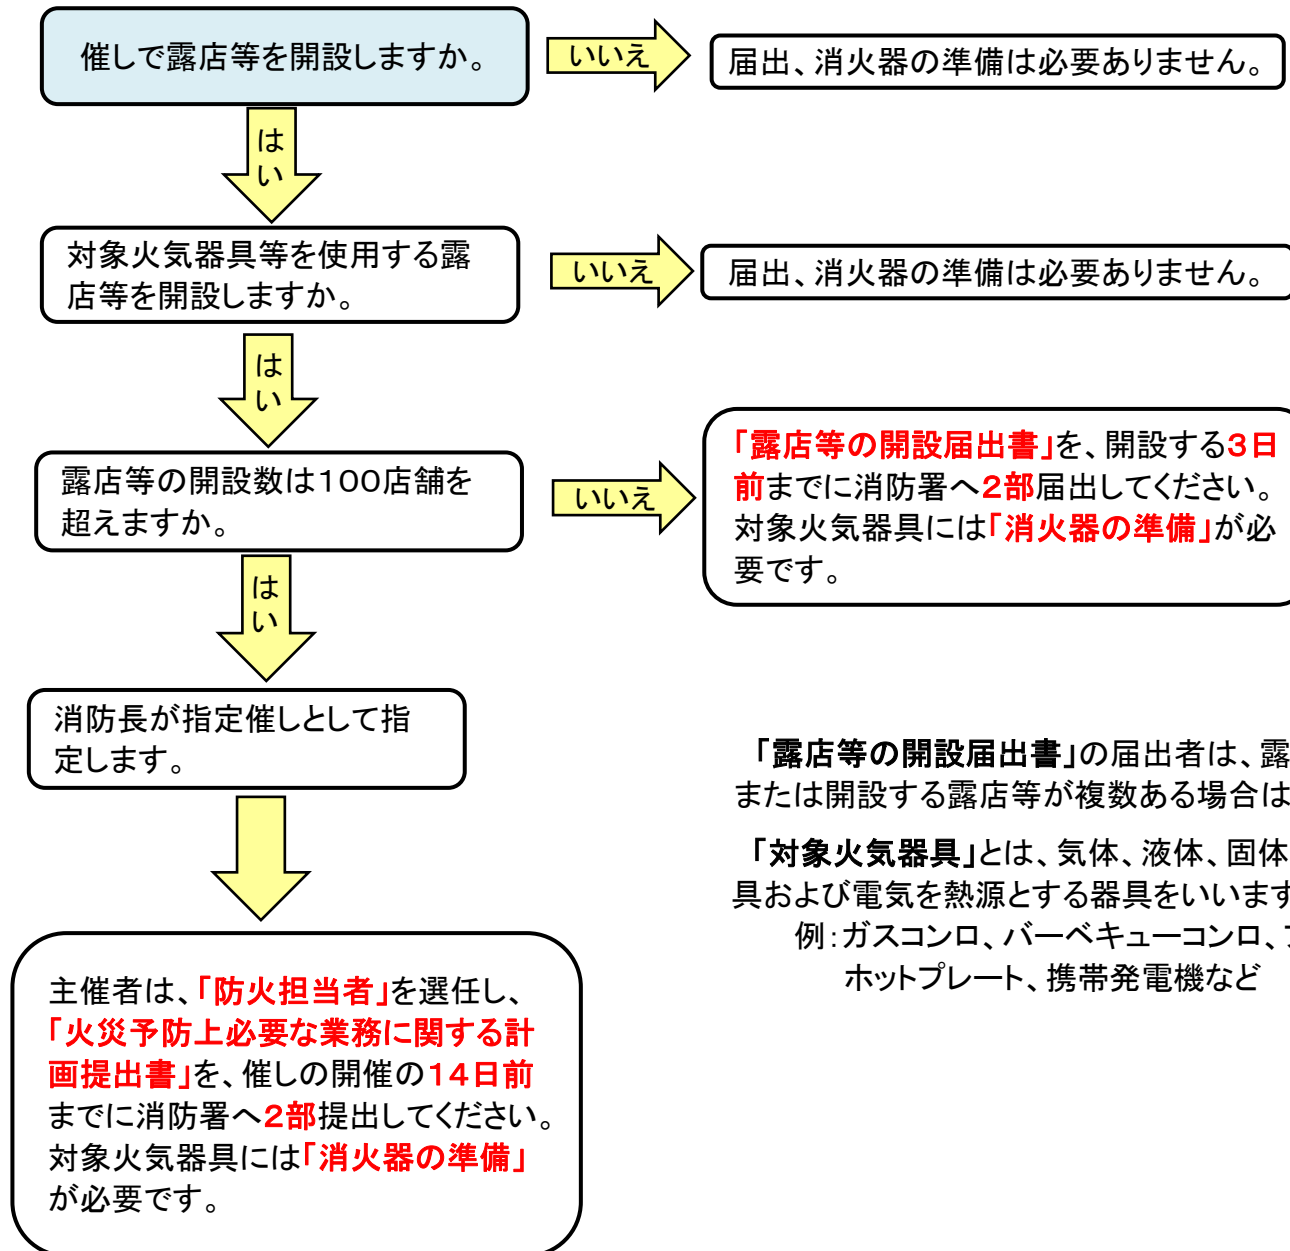 催しで露店等を開設しますか。
いいえ
届出、消火器の準備は必要ありません。
はい
対象火気器具等を使用する露
店等を開設しますか。
いいえ
届出、消火器の準備は必要ありません。
はい
露店等の開設数は100店舗を
超えますか。
いいえ
「露店等の開設届出書」を、開設する3日
前までに消防署へ2部届出してください。
対象火気器具には「消火器の準備」が必
要です。
はい
消防長が指定催しとして指
定します。
「露店等の開設届出書」の届出者は、露
または開設する露店等が複数ある場合は
「対象火気器具」とは、気体、液体、固体
具および電気を熱源とする器具をいいます
例：ガスコンロ、バーベキューコンロ、
ホットプレート、携帯発電機など
主催者は、「防火担当者」を選任し、
「火災予防上必要な業務に関する計
画提出書」を、催しの開催の14日前
までに消防署へ2部提出してください。
対象火気器具には「消火器の準備」
が必要です。